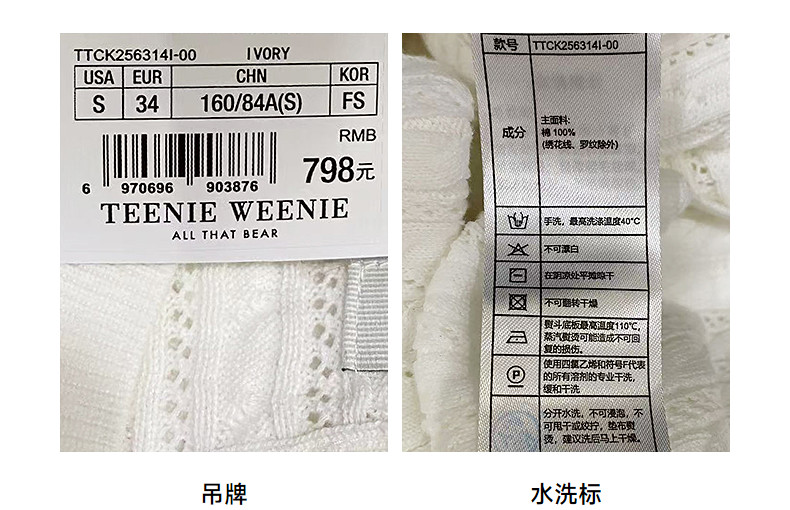 TTCK256314I-00 IVORY
USA EUR CHN KOR
S 34 160/84A(S) FS
RMB
798元
6 970696 903876
TEENIE WEENIE
ALL THAT BEAR
吊牌
款号 TTCK256314I-00
成分
主面料:
棉 100%
(绣花线、罗纹除外)
手洗，最高洗涤温度40°C
不可漂白
在阴凉处平摊晾干
不可翻转干燥
熨斗底板最高温度110℃，
蒸汽熨烫可能造成不可回
复的损伤。
P
使用四氯乙烯和符号F代表
的所有溶剂的专业干洗，
缓和干洗
分开水洗，不可浸泡，不
可甩干或绞拧，垫布熨
烫，建议洗后马上干燥。
水洗标